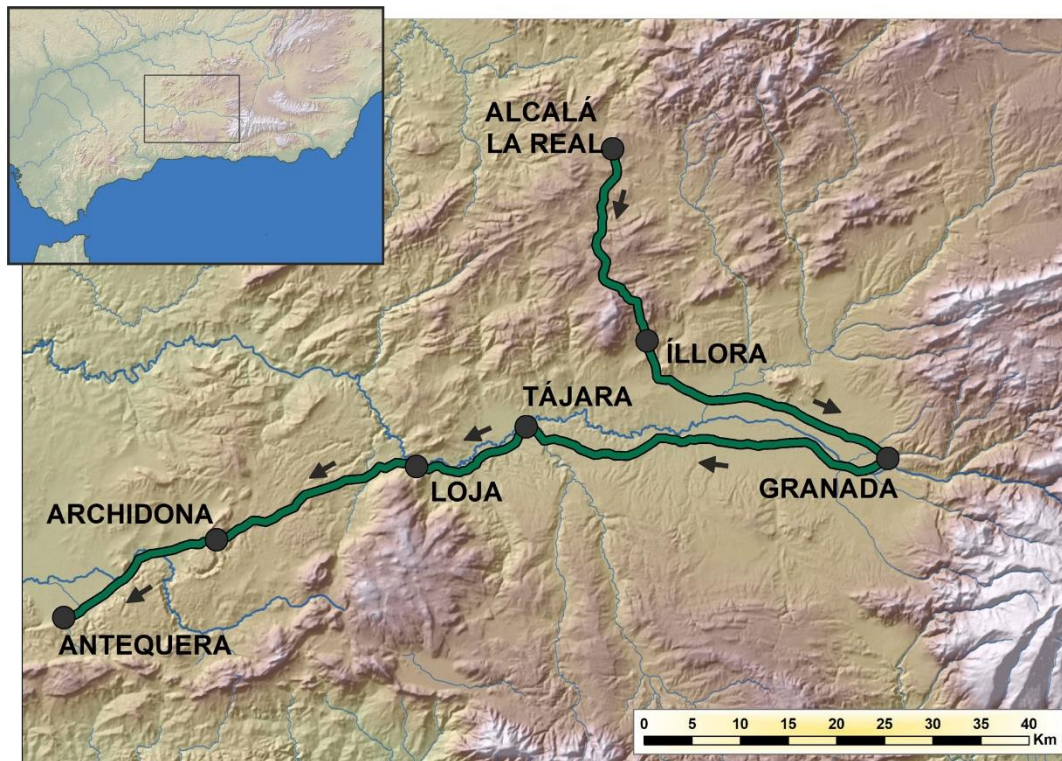 ALCALÁ
LA REAL
ÍLLORA
TÁJARA
LOJA
GRANADA
ARCHIDONA
ANTEQUERA
0 5 10 15 20 25 30 35 40
Km